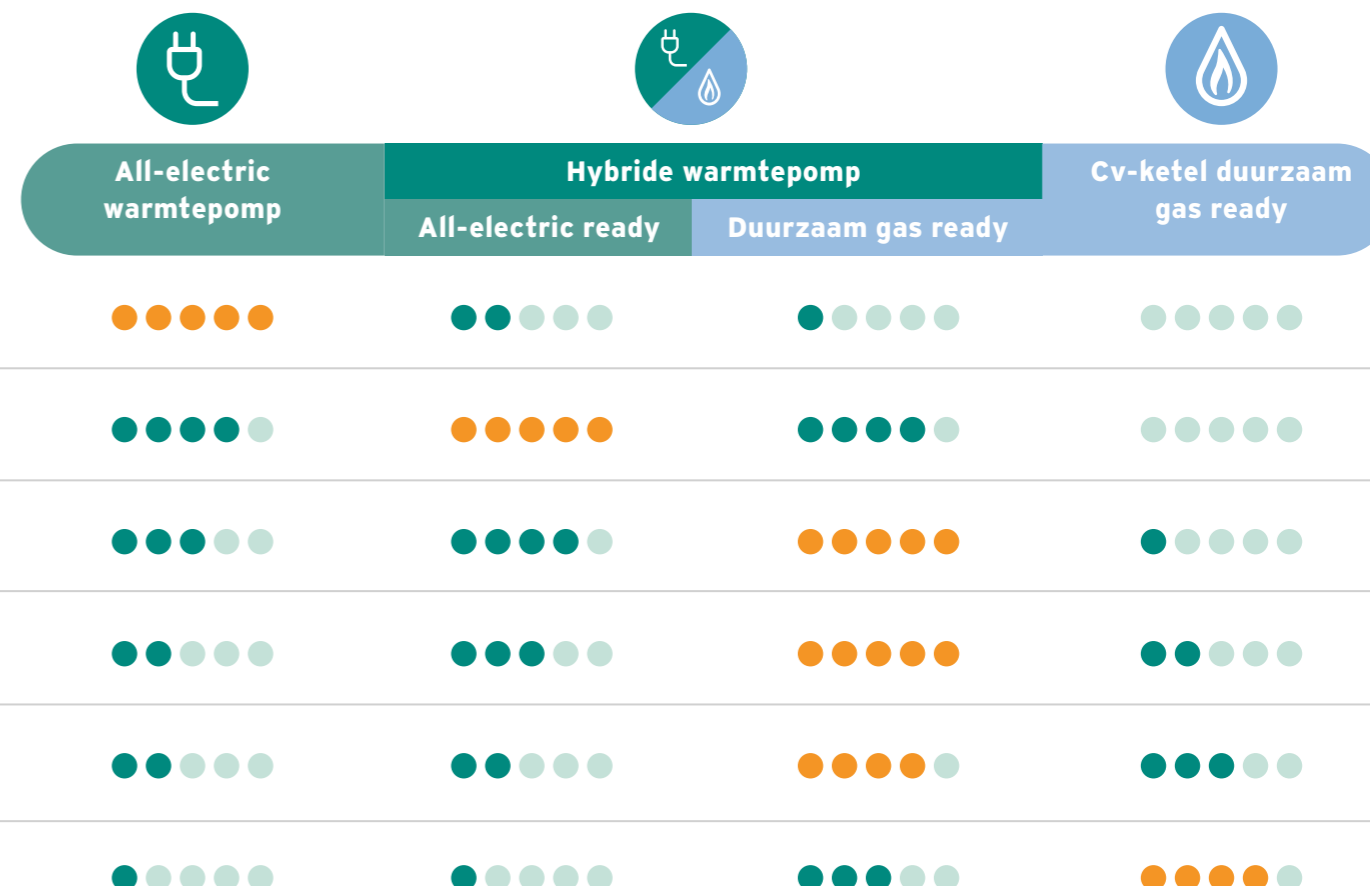 All-electric
warmtepomp
Hybride warmtepomp
All-electric ready
Duurzaam gas ready
Cv-ketel duurzaam
gas ready